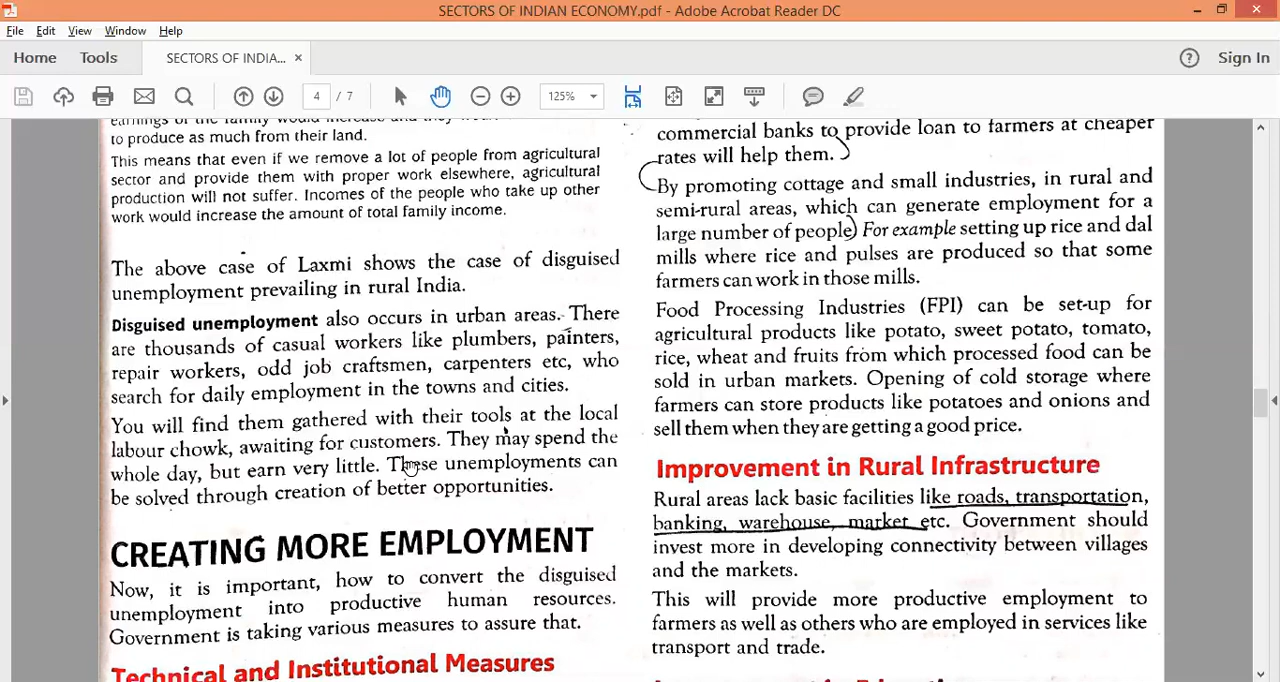 SECTORS OF INDIAN ECONOMY.pdf - Adobe Acrobat Reader DC
File Edit View Window Help
Home Tools SECTORS OF INDIA... × Sign In
4 / 7 125%
to produce as much from their land.
This means that even if we remove a lot of people from agricultural
sector and provide them with proper work elsewhere, agricultural
production will not suffer. Incomes of the people who take up other
work would increase the amount of total family income.
The above case of Laxmi shows the case of disguised
unemployment prevailing in rural India.
Disguised unemployment also occurs in urban areas. There
are thousands of casual workers like plumbers, painters,
repair workers, odd job craftsmen, carpenters etc, who
search for daily employment in the towns and cities.
You will find them gathered with their tools at the local
labour chowk, awaiting for customers. They may spend the
whole day, but earn very little. These unemployments can
be solved through creation of better opportunities.
CREATING MORE EMPLOYMENT
Now, it is important, how to convert the disguised
unemployment into productive human resources.
Government is taking various measures to assure that.
Technical and Institutional Measures
commercial banks to provide loan to farmers at cheaper
rates will help them.
By promoting cottage and small industries, in rural and
semi-rural areas, which can generate employment for a
large number of people) For example setting up rice and dal
mills where rice and pulses are produced so that some
farmers can work in those mills.
Food Processing Industries (FPI) can be set-up for
agricultural products like potato, sweet potato, tomato,
rice, wheat and fruits from which processed food can be
sold in urban markets. Opening of cold storage where
farmers can store products like potatoes and onions and
sell them when they are getting a good price.
Improvement in Rural Infrastructure
Rural areas lack basic facilities like roads, transportation,
banking, warehouse, market etc. Government should
invest more in developing connectivity between villages
and the markets.
This will provide more productive employment to
farmers as well as others who are employed in services like
transport and trade.